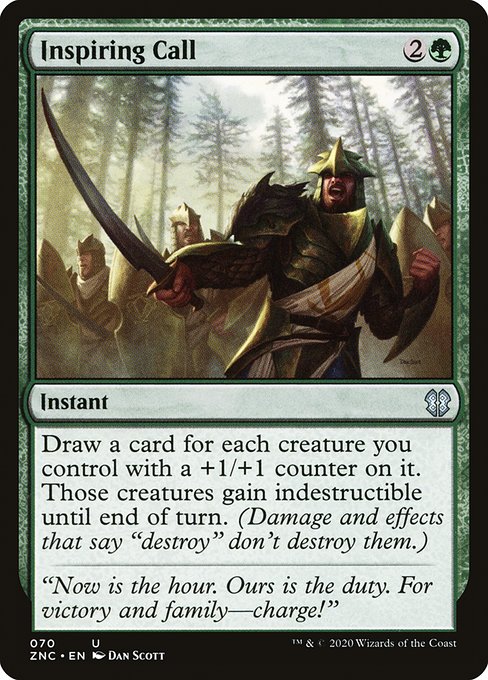 Inspiring Call 2
Instant
Draw a card for each creature you
control with a +1/+1 counter on it.
Those creatures gain indestructible
until end of turn. (Damage and effects
that say “destroy” don’t destroy them.)
“Now is the hour. Ours is the duty. For
victory and family—charge!”
070 U
ZNC • EN Dan Scott
™ & © 2020 Wizards of the Coast